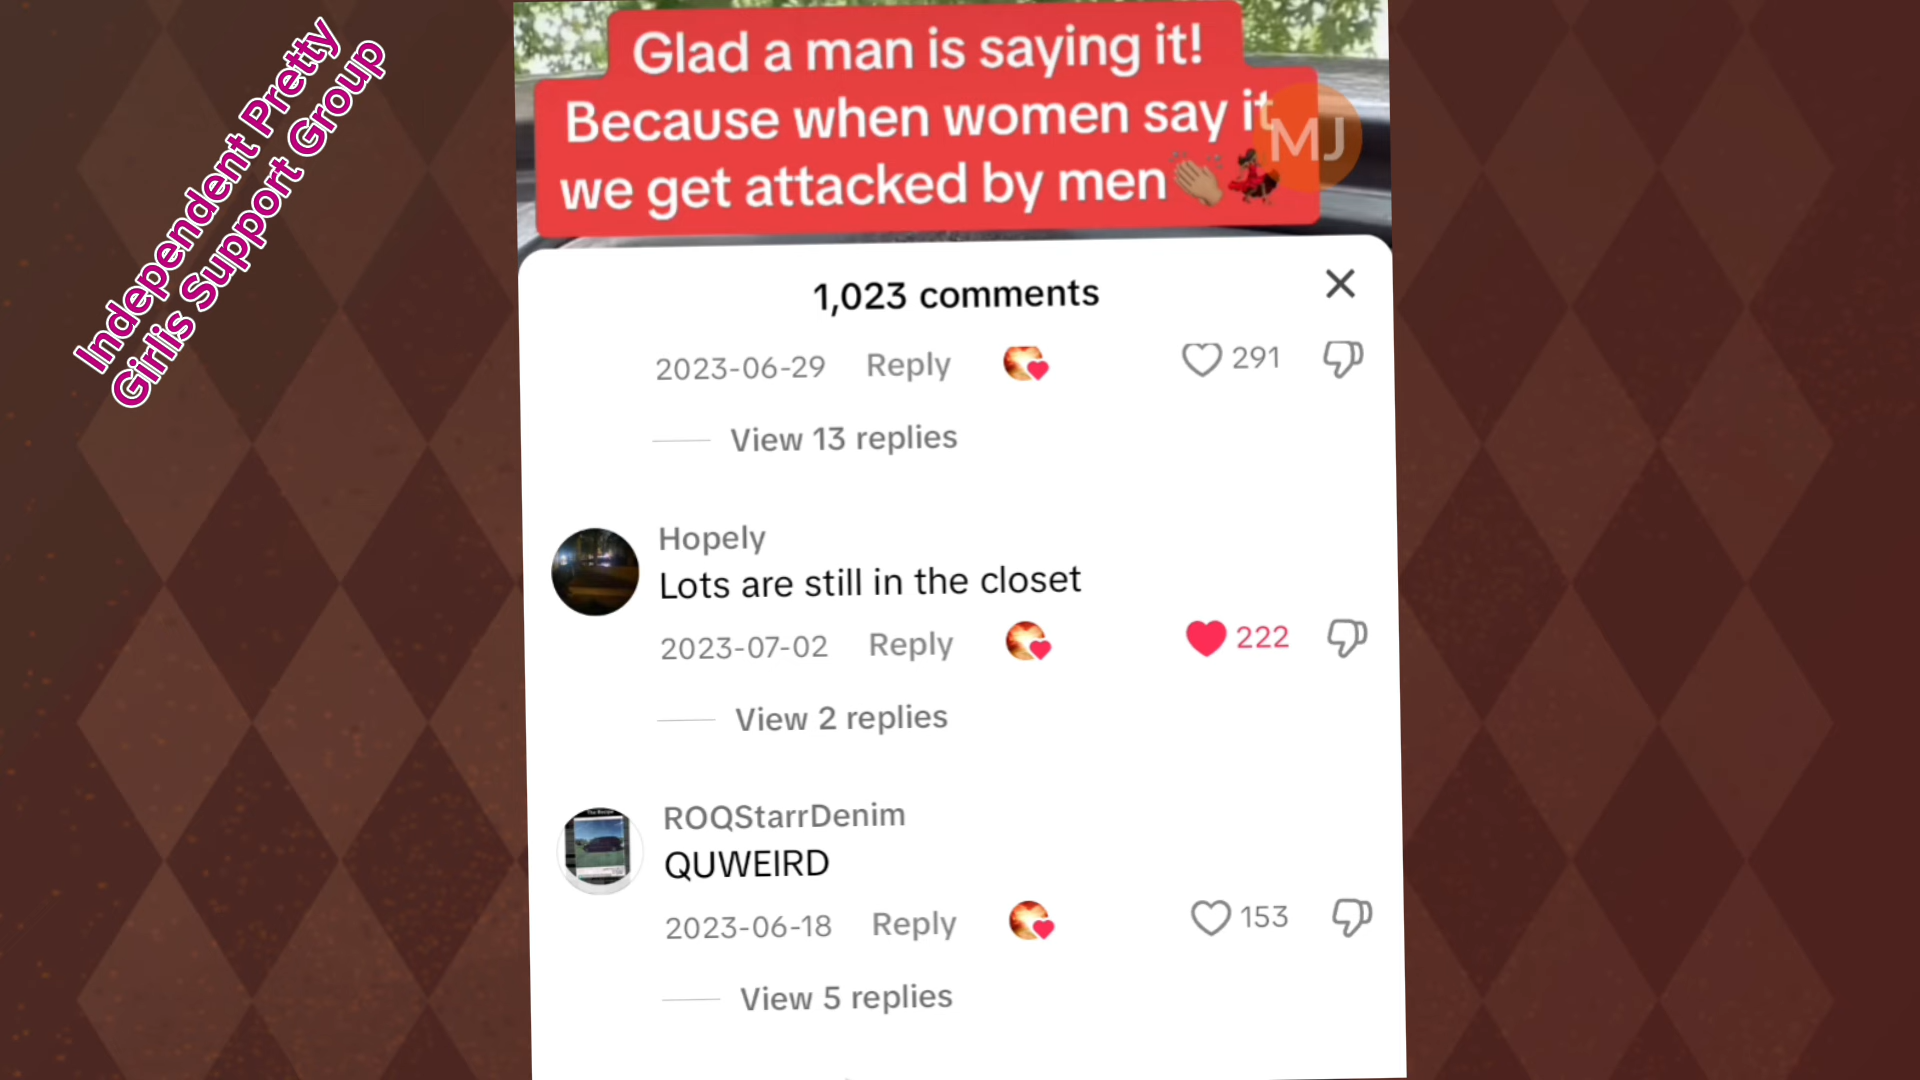 Independent Pretty
Girlis Support Group
Glad a man is saying it!
Because when women say it
we get attacked by men
MJ
1,023 comments
2023-06-29 Reply 291
View 13 replies
Hopely
Lots are still in the closet
2023-07-02 Reply 222
View 2 replies
ROQStarrDenim
QUWEIRD
2023-06-18 Reply 153
View 5 replies